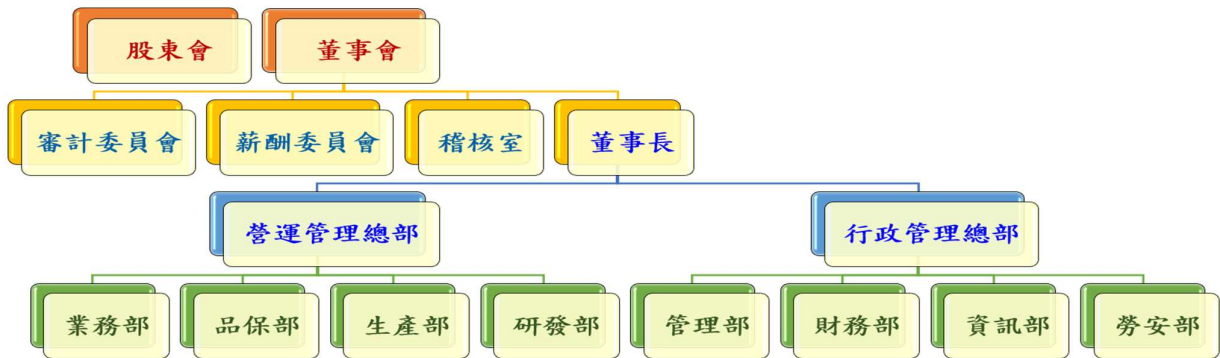 股東會
董事會
審計委員會
薪酬委員會
稽核室
董事長
營運管理總部
行政管理總部
業務部
品保部
生產部
研發部
管理部
財務部
資訊部
勞安部